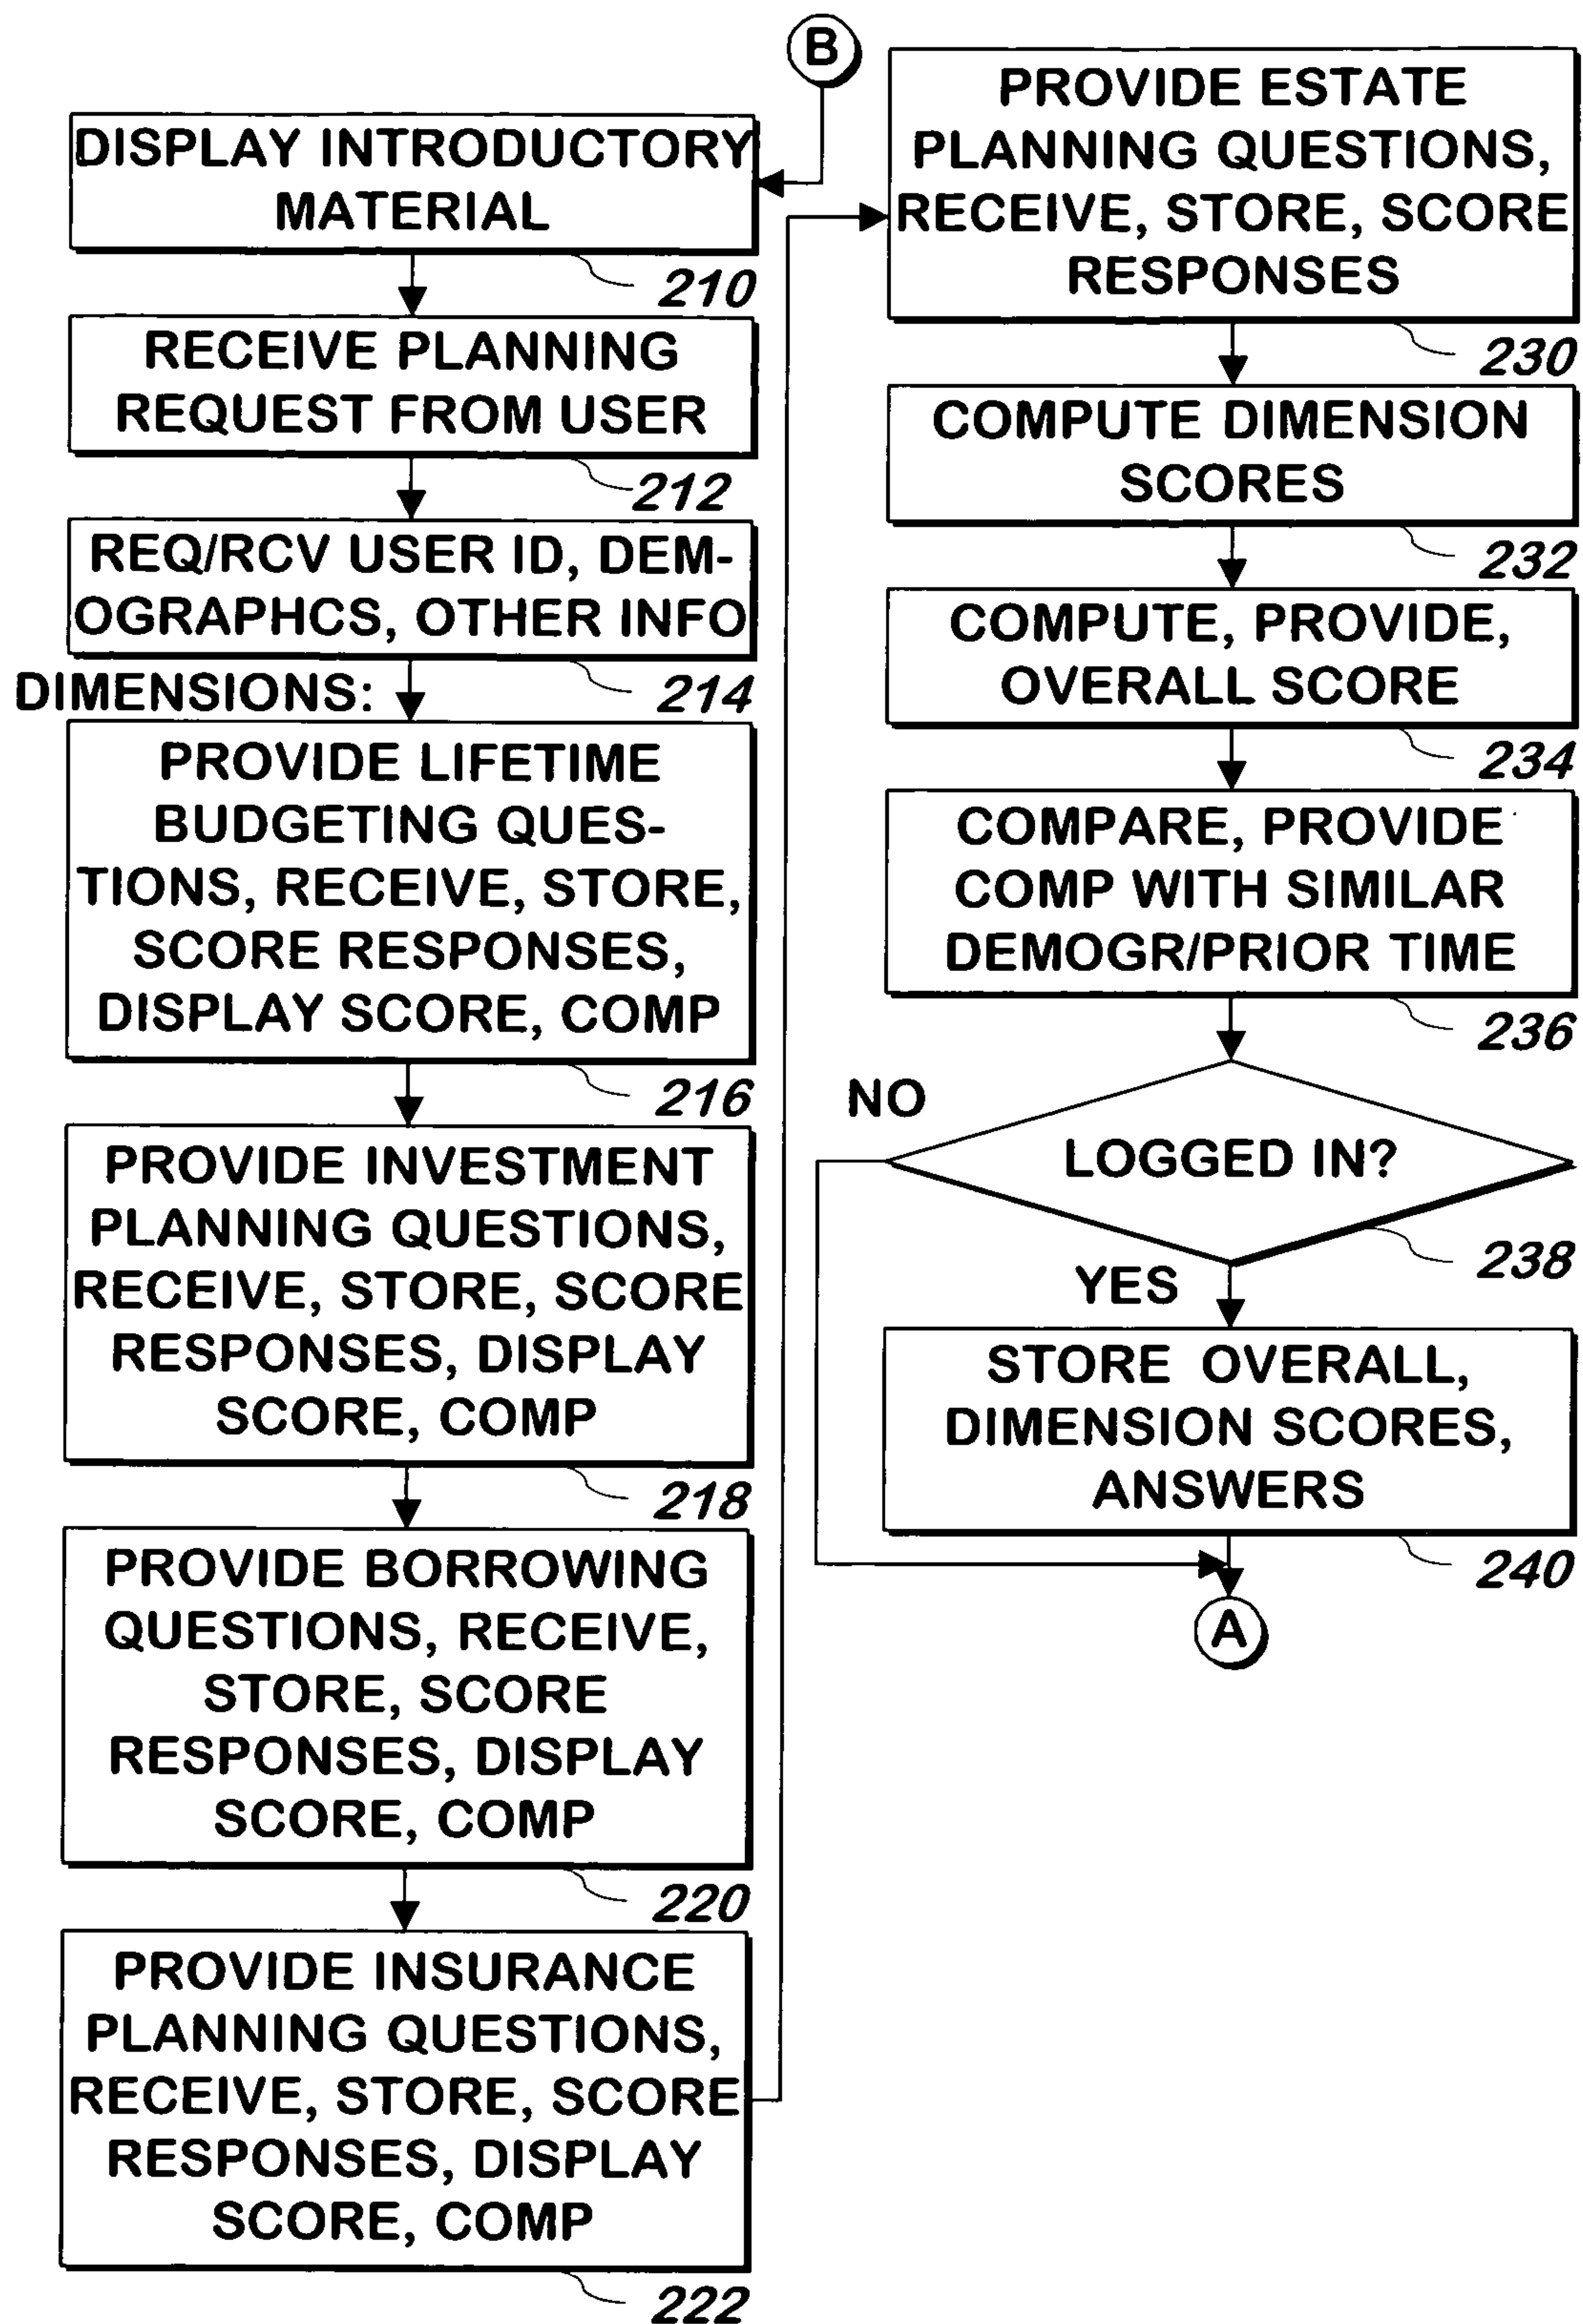 B
DISPLAY INTRODUCTORY
MATERIAL
210
RECEIVE PLANNING
REQUEST FROM USER
212
REQ/RCV USER ID, DEM-
OGRAPHCS, OTHER INFO
214
DIMENSIONS:
PROVIDE LIFETIME
BUDGETING QUES-
TIONS, RECEIVE, STORE,
SCORE RESPONSES,
DISPLAY SCORE, COMP
216
PROVIDE INVESTMENT
PLANNING QUESTIONS,
RECEIVE, STORE, SCORE
RESPONSES, DISPLAY
SCORE, COMP
218
PROVIDE BORROWING
QUESTIONS, RECEIVE,
STORE, SCORE
RESPONSES, DISPLAY
SCORE, COMP
220
PROVIDE INSURANCE
PLANNING QUESTIONS,
RECEIVE, STORE, SCORE
RESPONSES, DISPLAY
SCORE, COMP
222
PROVIDE ESTATE
PLANNING QUESTIONS,
RECEIVE, STORE, SCORE
RESPONSES
230
COMPUTE DIMENSION
SCORES
232
COMPUTE, PROVIDE,
OVERALL SCORE
234
COMPARE, PROVIDE
COMP WITH SIMILAR
DEMOGR/PRIOR TIME
236
NO
LOGGED IN?
238
YES
STORE OVERALL,
DIMENSION SCORES,
ANSWERS
240
A